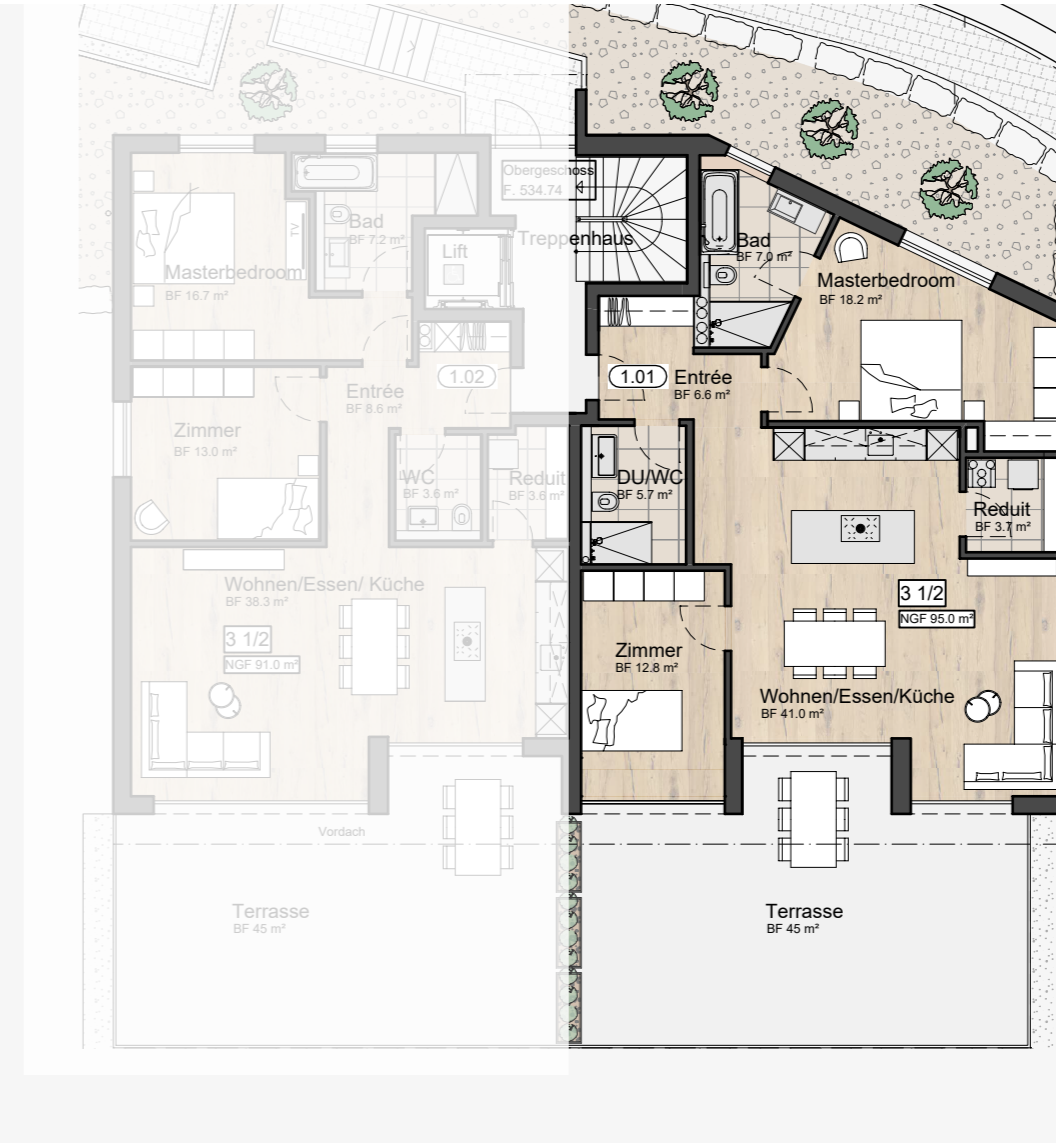 Obergeschoss
F. 534.74
Treppenhaus
Lift
Bad
BF 7.2 m²
TV
Masterbedroom
BF 16.7 m²
Entrée
BF 8.6 m²
1.02
Zimmer
BF 13.0 m²
WC
BF 3.6 m²
Reduit
BF 3.6 m²
Wohnen/Essen/ Küche
BF 38.3 m²
3 1/2
NGF 91.0 m²
Vordach
Terrasse
BF 45 m²
Bad
BF 7.0 m²
Masterbedroom
BF 18.2 m²
1.01
Entrée
BF 6.6 m²
DU/WC
BF 5.7 m²
Reduit
BF 3.7 m²
3 1/2
NGF 95.0 m²
Zimmer
BF 12.8 m²
Wohnen/Essen/Küche
BF 41.0 m²
Terrasse
BF 45 m²